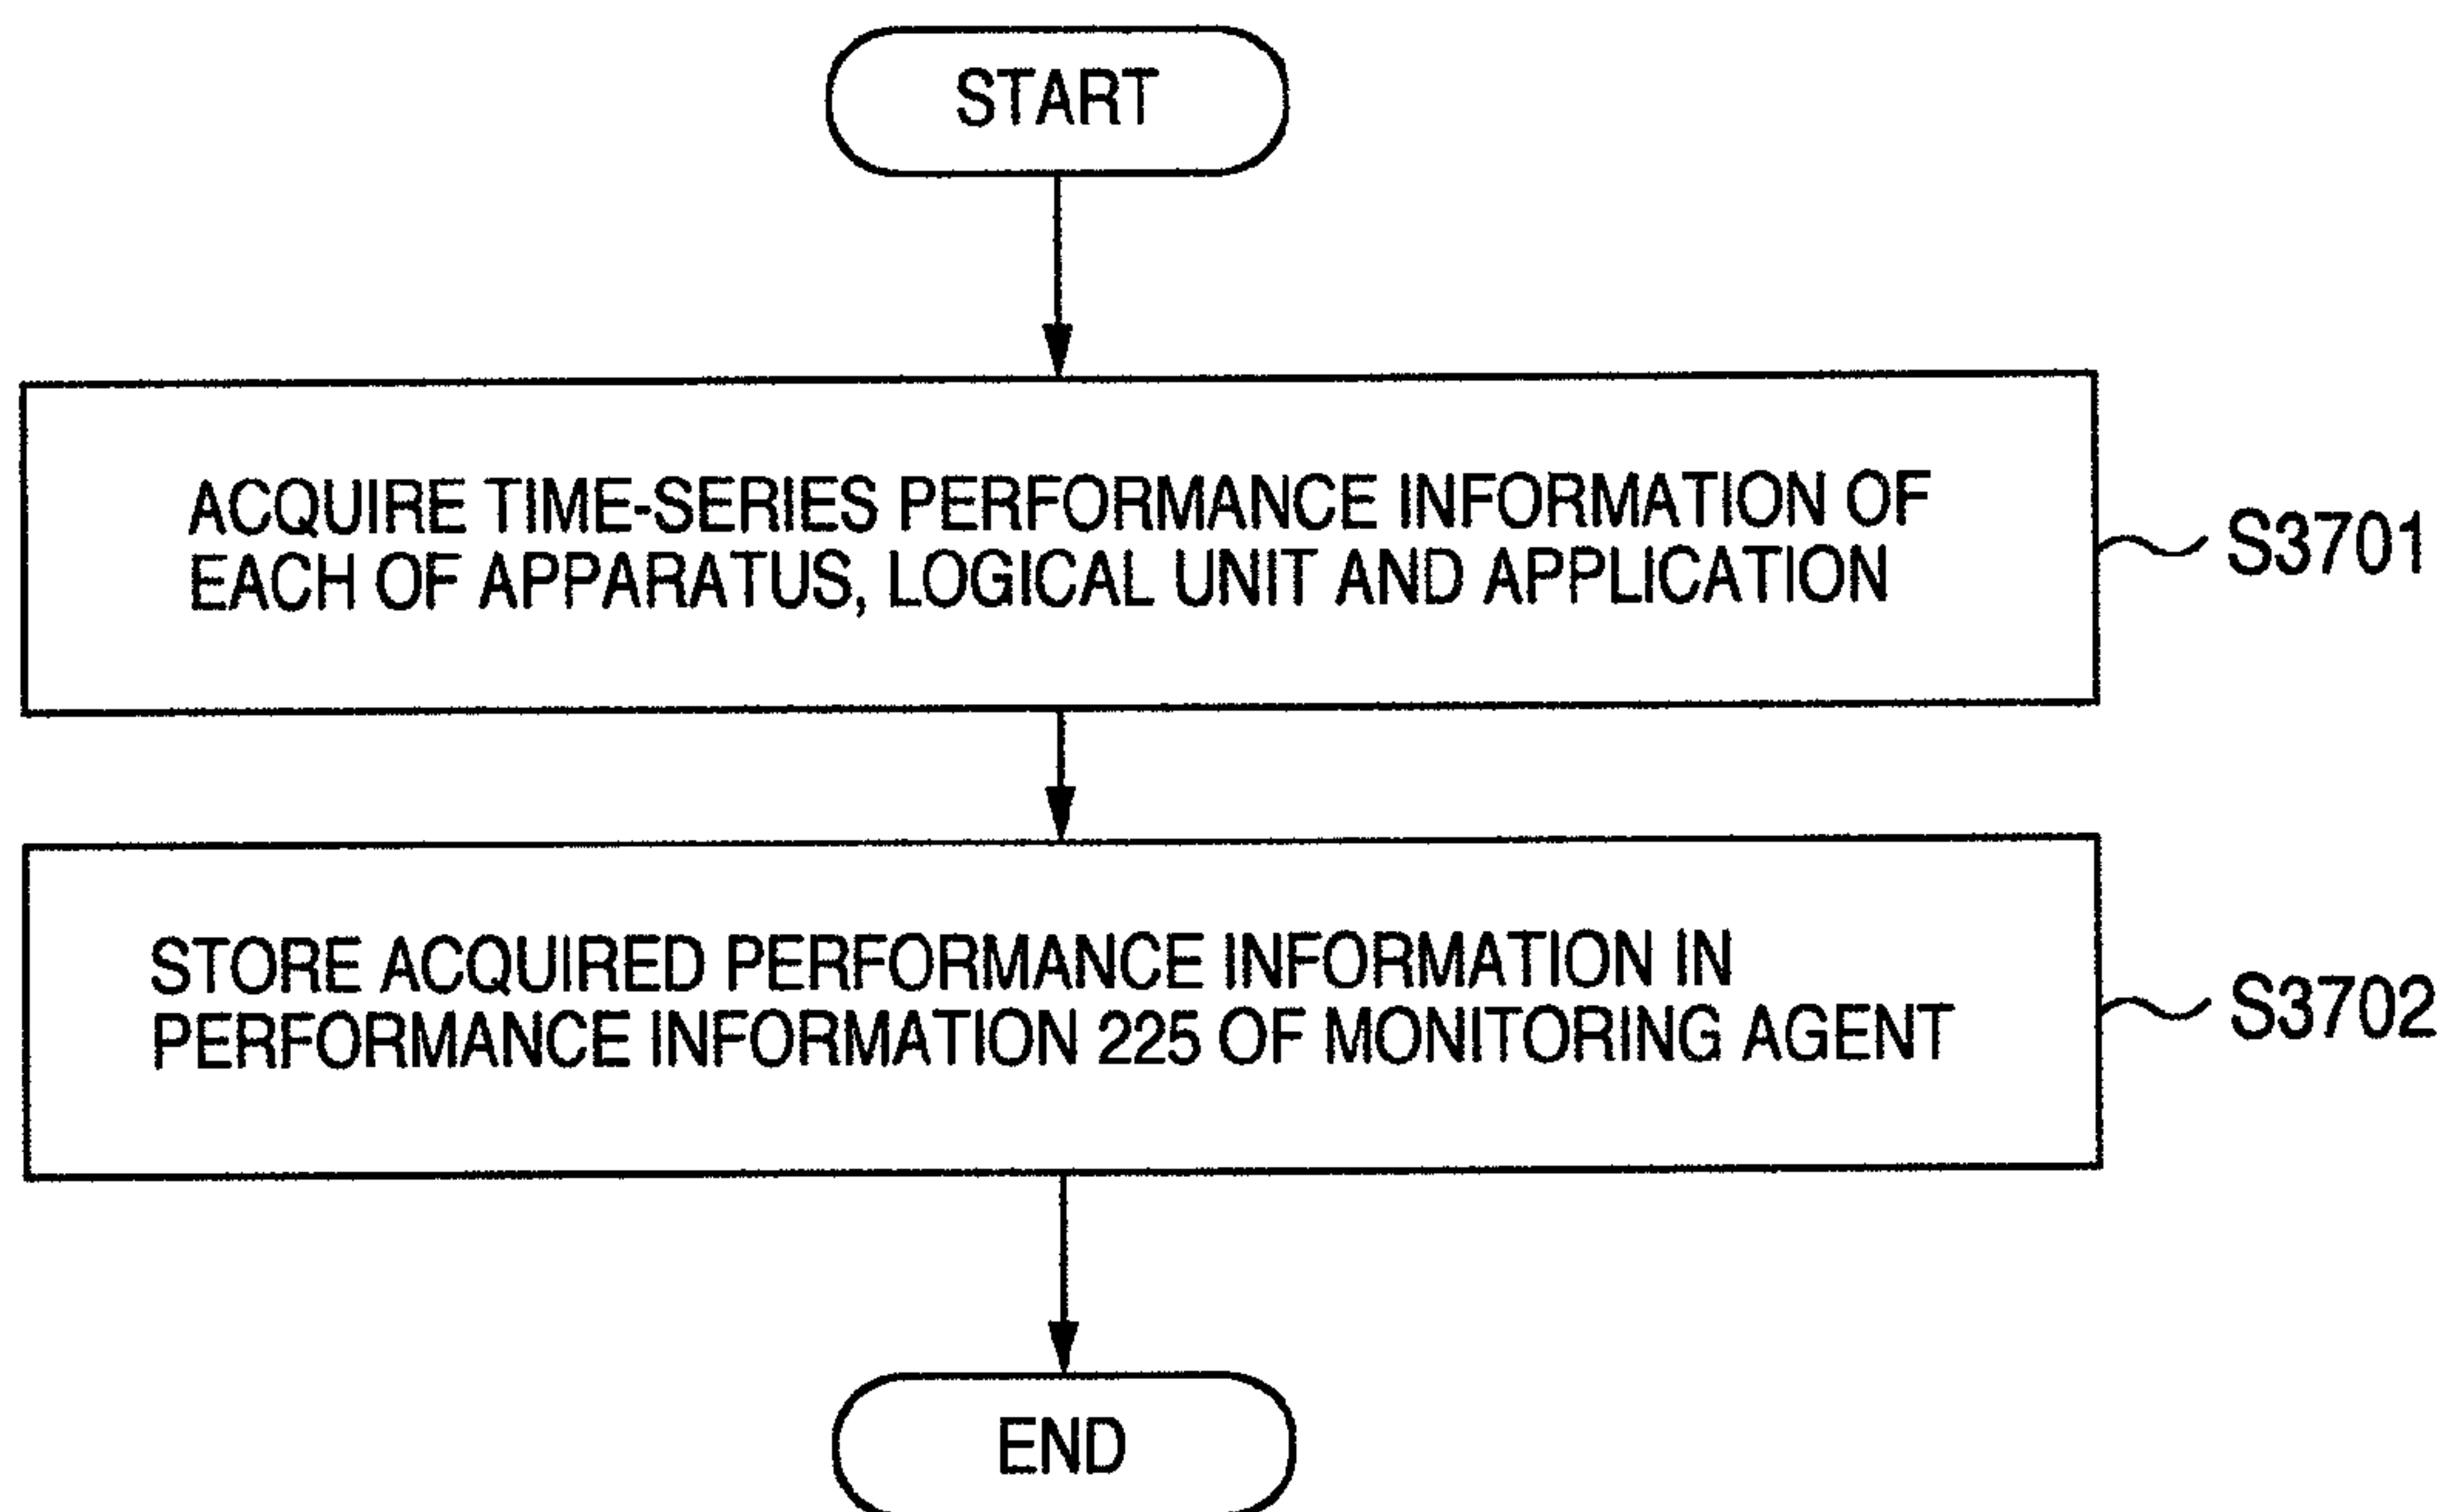 START
ACQUIRE TIME-SERIES PERFORMANCE INFORMATION OF
EACH OF APPARATUS, LOGICAL UNIT AND APPLICATION
S3701
STORE ACQUIRED PERFORMANCE INFORMATION IN
PERFORMANCE INFORMATION 225 OF MONITORING AGENT
S3702
END